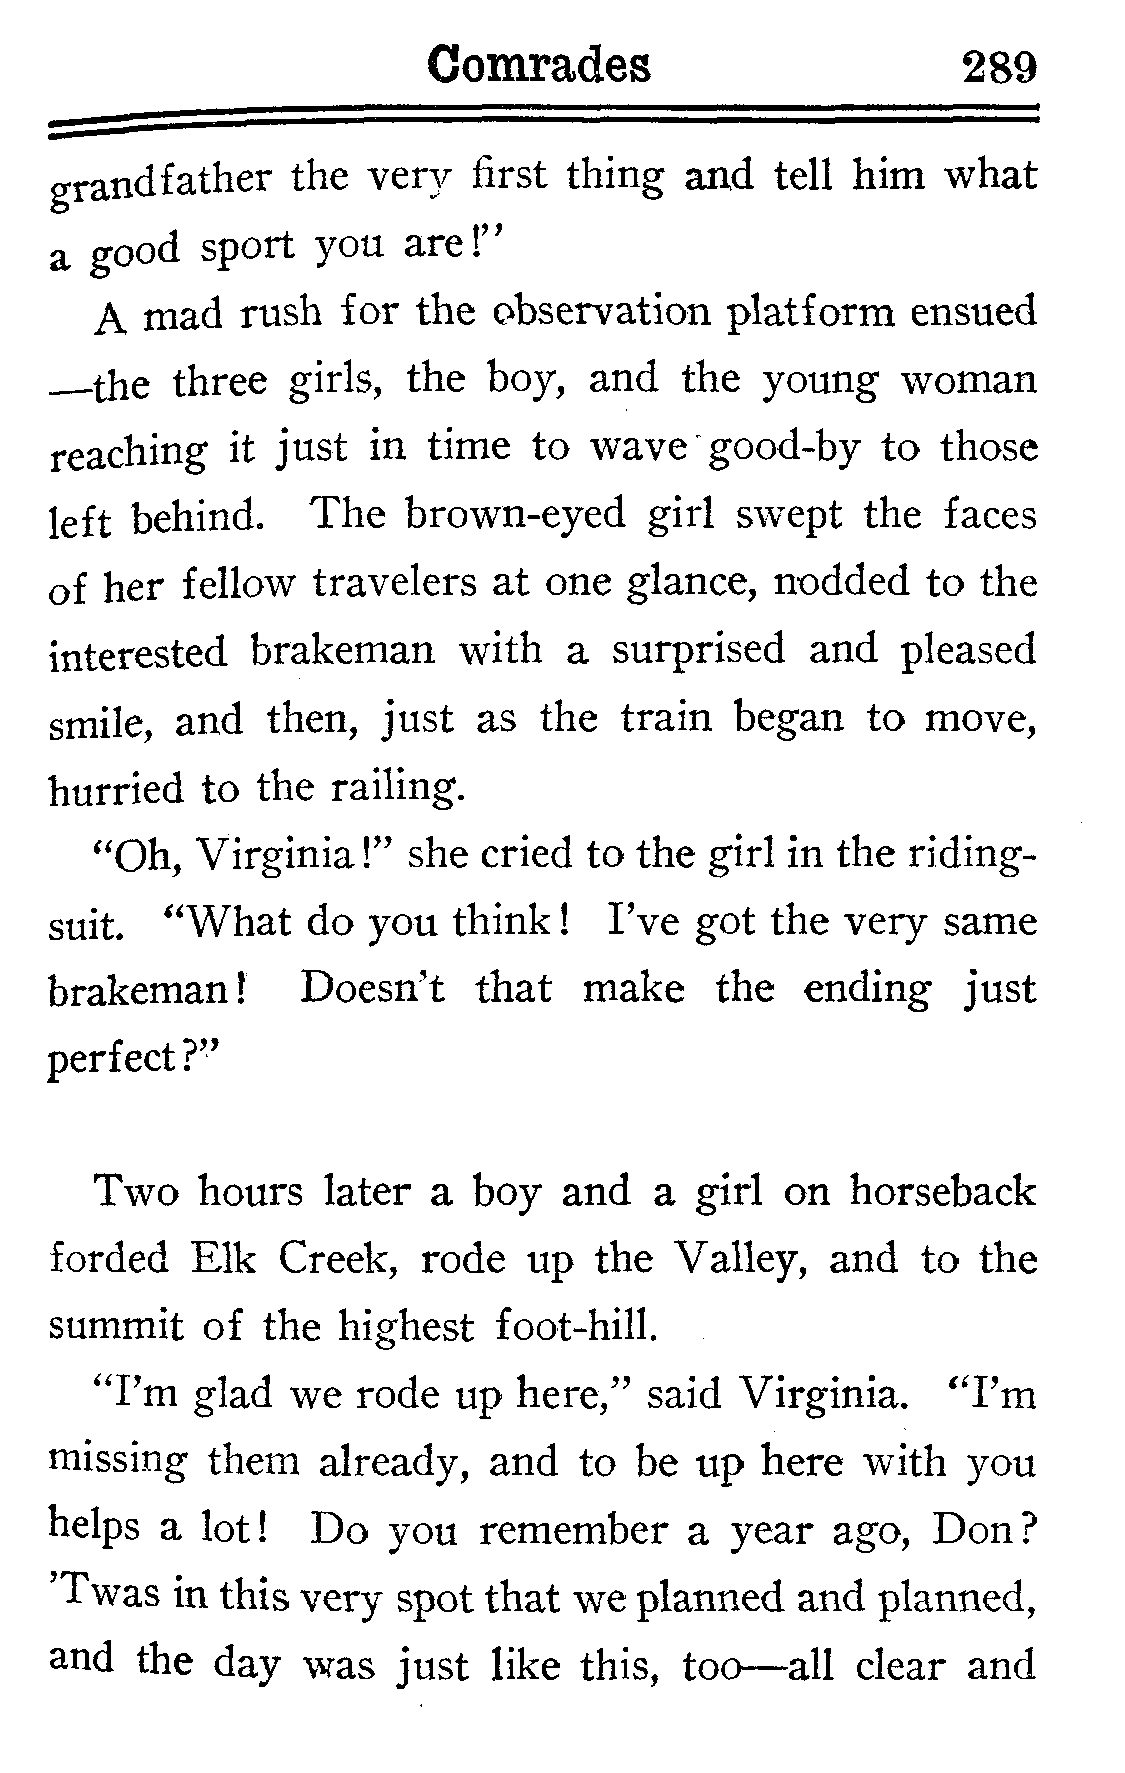 Comrades 289
grandfather the very first thing and tell him what
a good sport you are!”
A mad rush for the observation platform ensued
—the three girls, the boy, and the young woman
reaching it just in time to wave good-by to those
left behind. The brown-eyed girl swept the faces
of her fellow travelers at one glance, nodded to the
interested brakeman with a surprised and pleased
smile, and then, just as the train began to move,
hurried to the railing.
“Oh, Virginia!” she cried to the girl in the riding-
suit. “What do you think! I’ve got the very same
brakeman! Doesn’t that make the ending just
perfect?”
Two hours later a boy and a girl on horseback
forded Elk Creek, rode up the Valley, and to the
summit of the highest foot-hill.
“I’m glad we rode up here,” said Virginia. “I’m
missing them already, and to be up here with you
helps a lot! Do you remember a year ago, Don?
’Twas in this very spot that we planned and planned,
and the day was just like this, too—all clear and